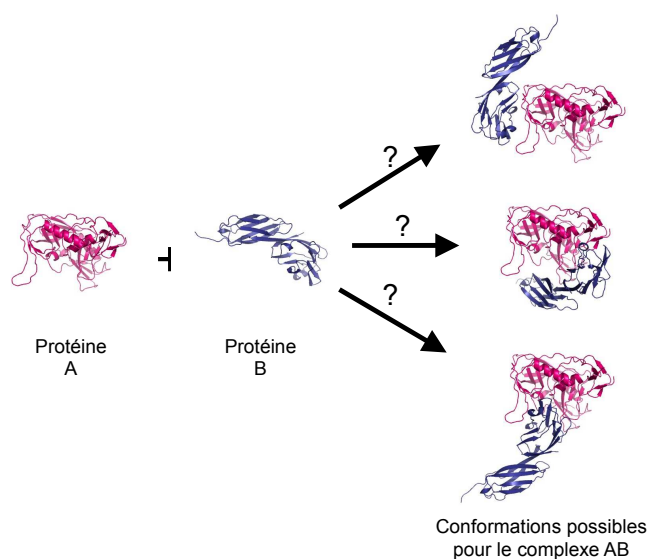 ?
?
?
Protéine
A
Protéine
B
Conformations possibles
pour le complexe AB